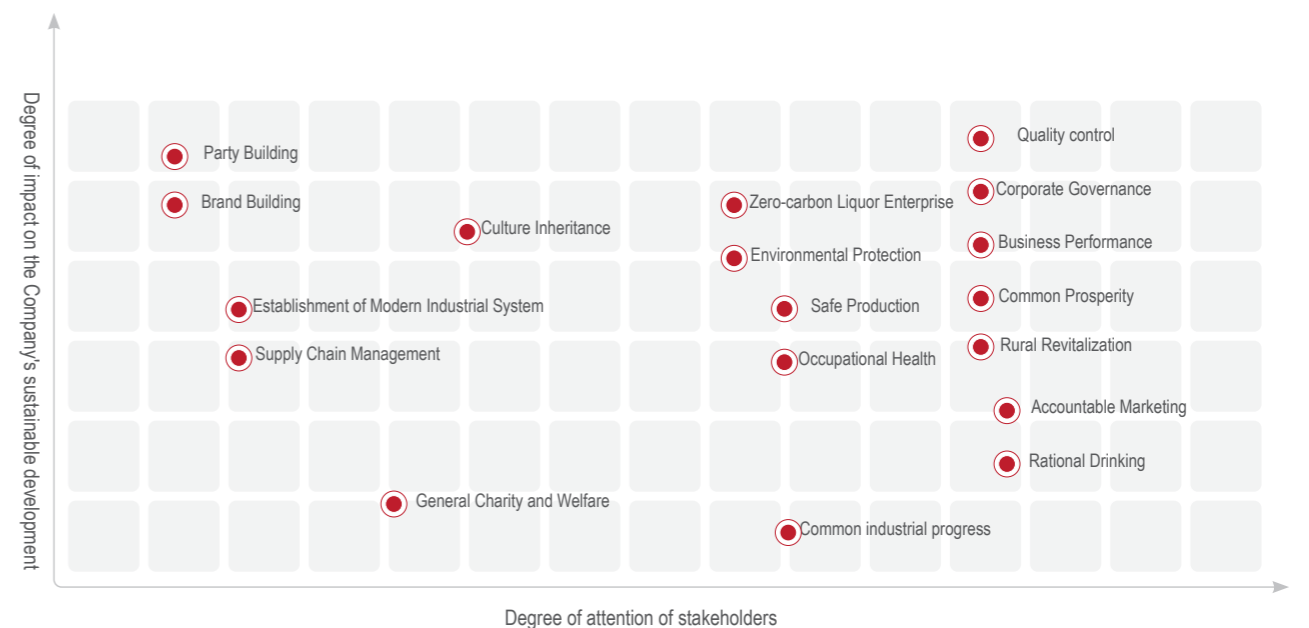 Degree of impact on the Company's sustainable development
Quality control
Party Building
Corporate Governance
Brand Building
Zero-carbon Liquor Enterprise
Culture Inheritance
Business Performance
Environmental Protection
Common Prosperity
Establishment of Modern Industrial System
Safe Production
Rural Revitalization
Supply Chain Management
Occupational Health
Accountable Marketing
Rational Drinking
General Charity and Welfare
Common industrial progress
Degree of attention of stakeholders